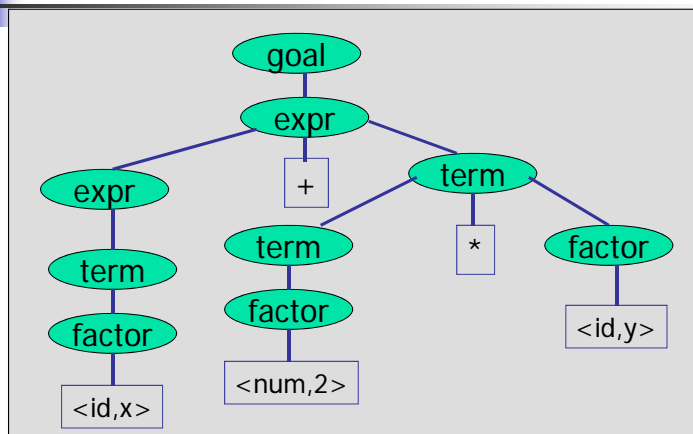 goal
expr
expr
+
term
term
term
*
factor
factor
factor
<id,x>
<num,2>
<id,y>